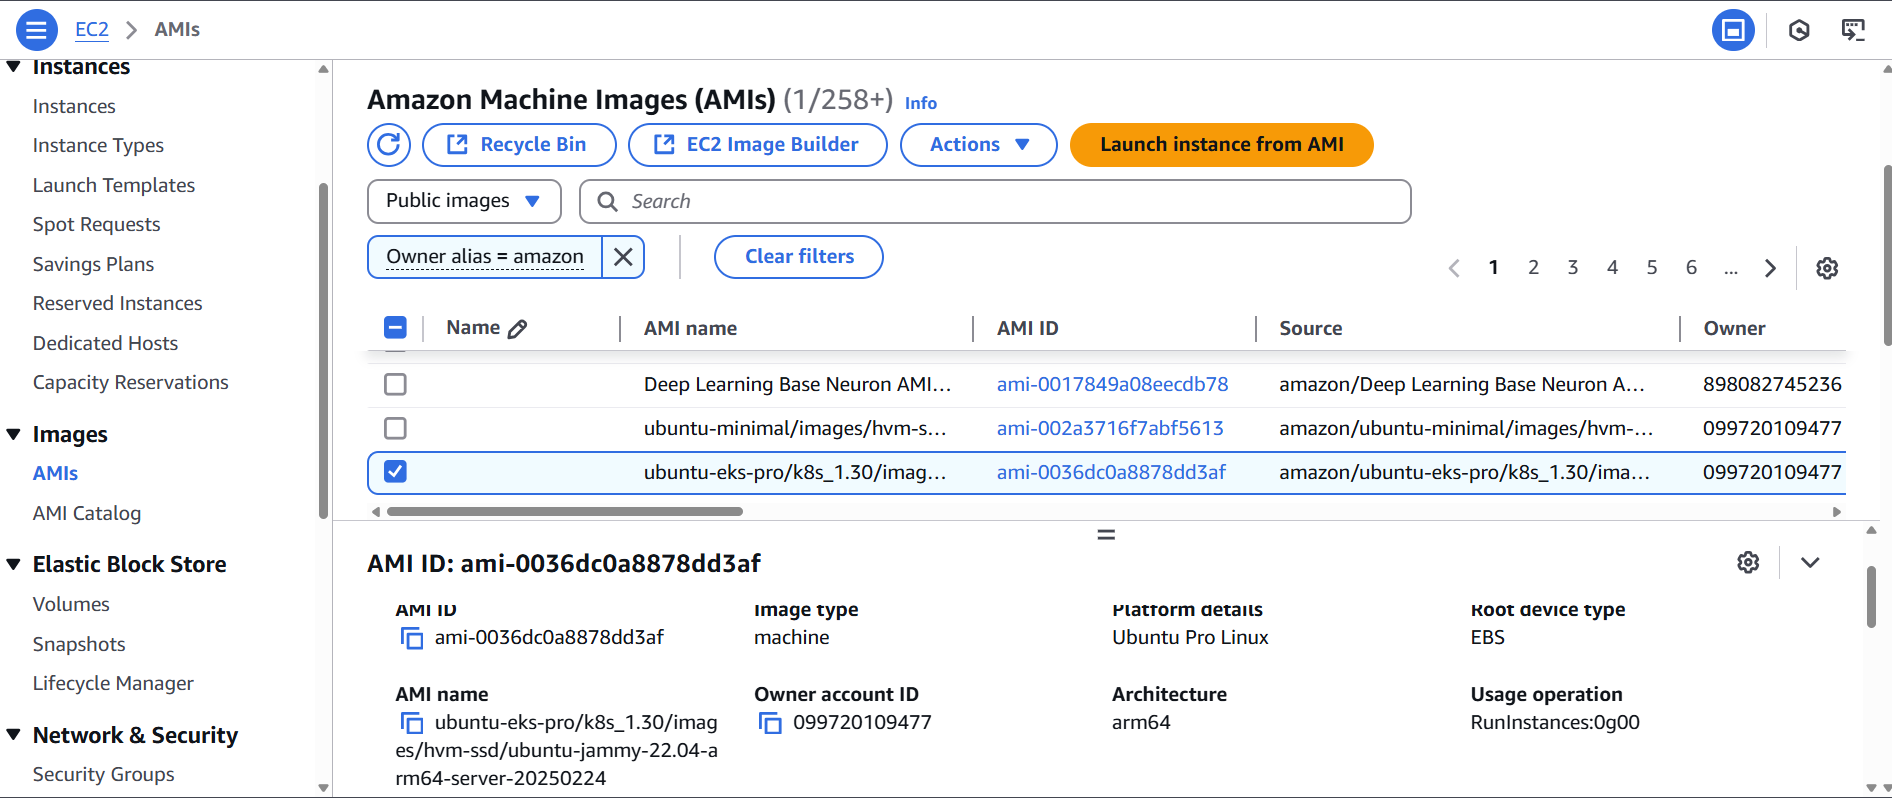 EC2 > AMIs
Instances
Instances
Instance Types
Launch Templates
Spot Requests
Savings Plans
Reserved Instances
Dedicated Hosts
Capacity Reservations
Images
AMIs
AMI Catalog
Elastic Block Store
Volumes
Snapshots
Lifecycle Manager
Network & Security
Security Groups
Amazon Machine Images (AMIs) (1/258+) Info
Recycle Bin EC2 Image Builder Actions Launch instance from AMI
Public images Search
Owner alias = amazon Clear filters
1 2 3 4 5 6 ...
Name AMI name AMI ID Source Owner
Deep Learning Base Neuron AMI... ami-0017849a08eecdb78 amazon/Deep Learning Base Neuron A... 898082745236
ubuntu-minimal/images/hvm-s... ami-002a3716f7abf5613 amazon/ubuntu-minimal/images/hvm-... 099720109477
ubuntu-eks-pro/k8s_1.30/imag... ami-0036dc0a8878dd3af amazon/ubuntu-eks-pro/k8s_1.30/ima... 099720109477
AMI ID: ami-0036dc0a8878dd3af
AMI ID Image type Platform details Root device type
ami-0036dc0a8878dd3af machine Ubuntu Pro Linux EBS
AMI name Owner account ID Architecture Usage operation
ubuntu-eks-pro/k8s_1.30/imag 099720109477 arm64 RunInstances:0g00
es/hvm-ssd/ubuntu-jammy-22.04-a
rm64-server-20250224